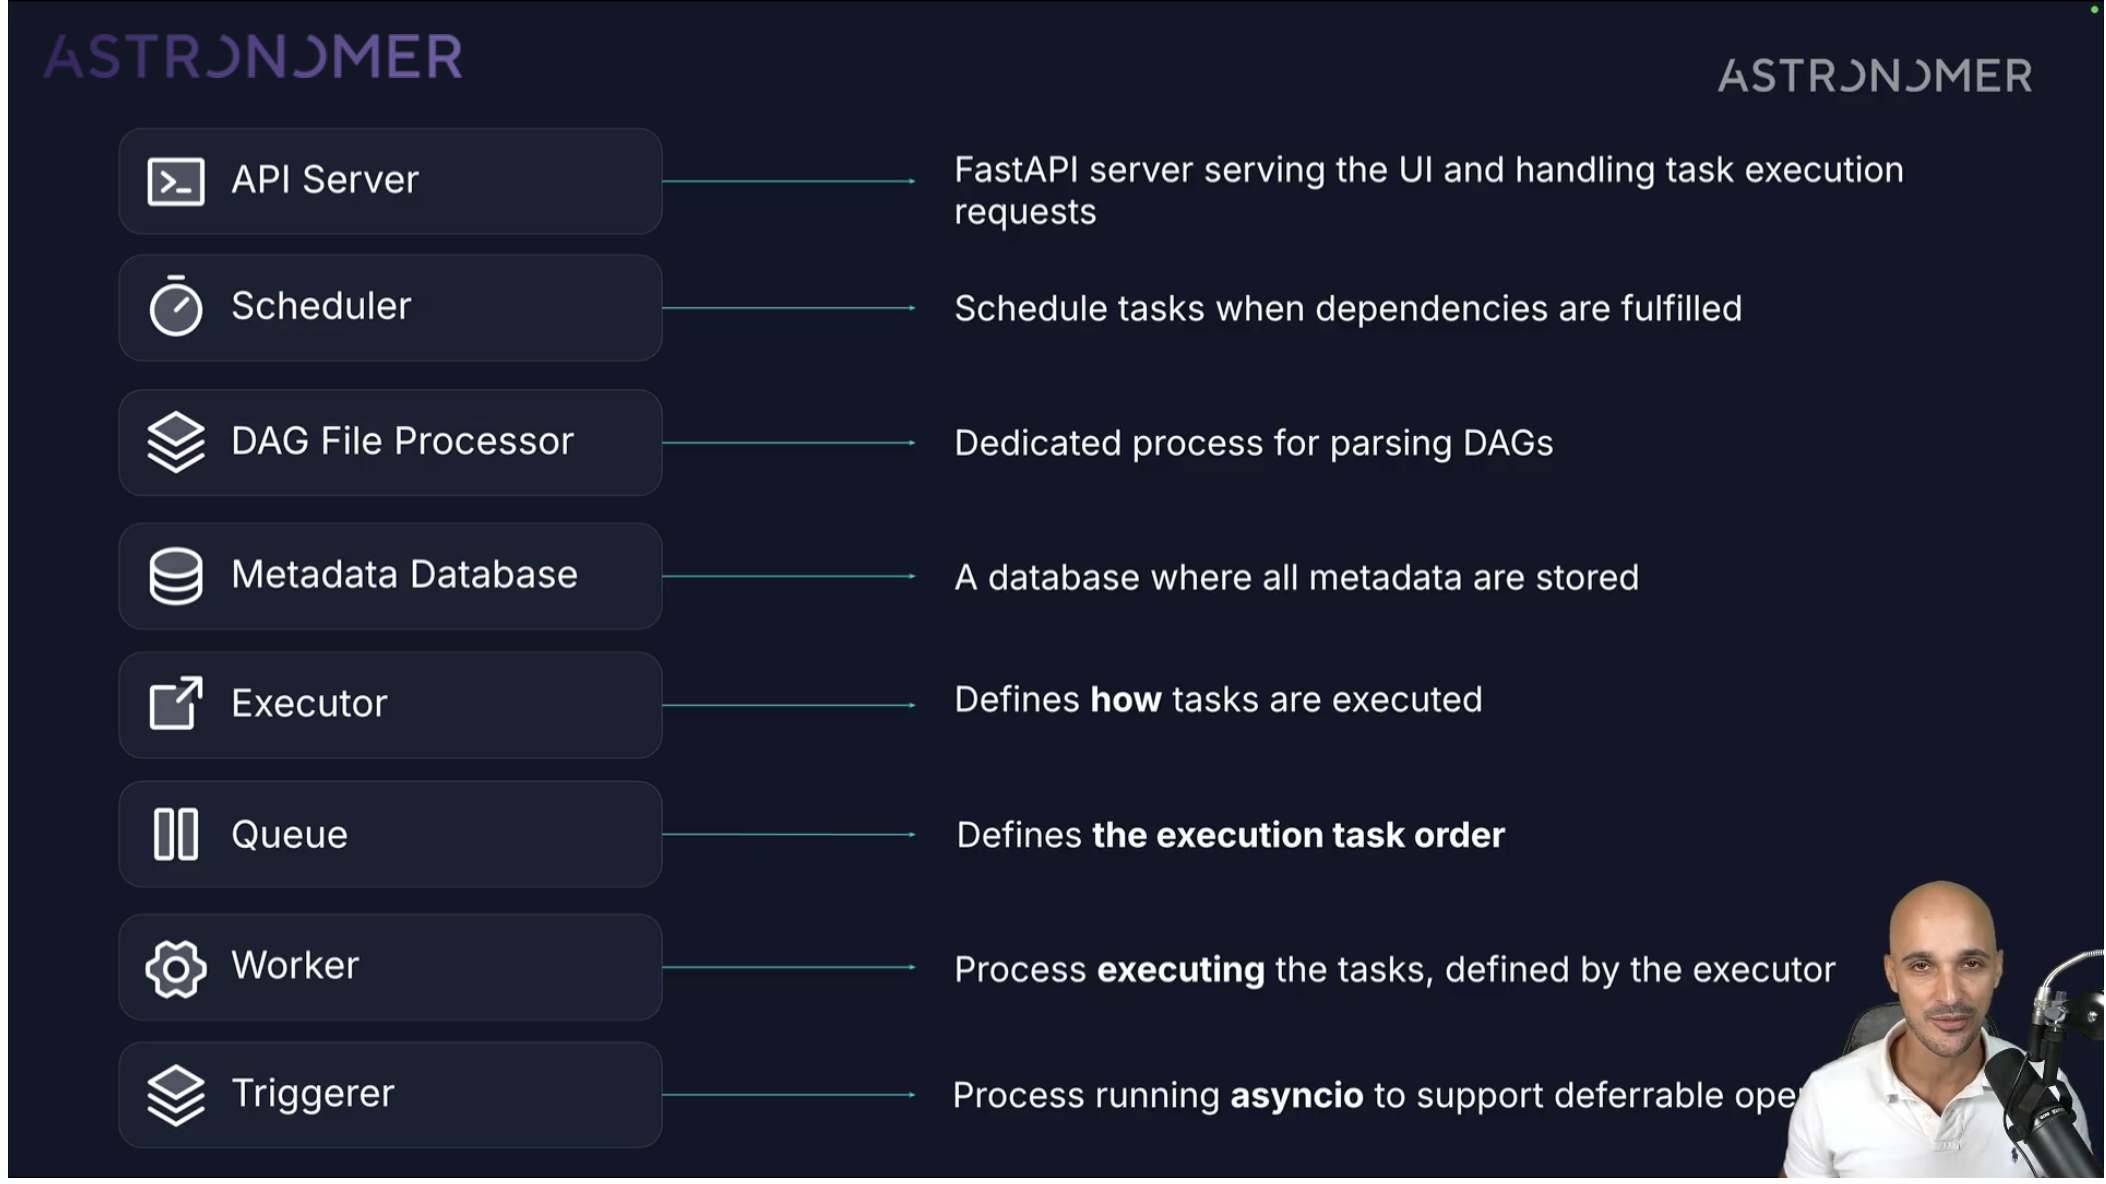 ASTRONOMER
ASTRONOMER
API Server
FastAPI server serving the UI and handling task execution
requests
Scheduler
Schedule tasks when dependencies are fulfilled
DAG File Processor
Dedicated process for parsing DAGs
Metadata Database
A database where all metadata are stored
Executor
Defines how tasks are executed
Queue
Defines the execution task order
Worker
Process executing the tasks, defined by the executor
Triggerer
Process running asyncio to support deferrable